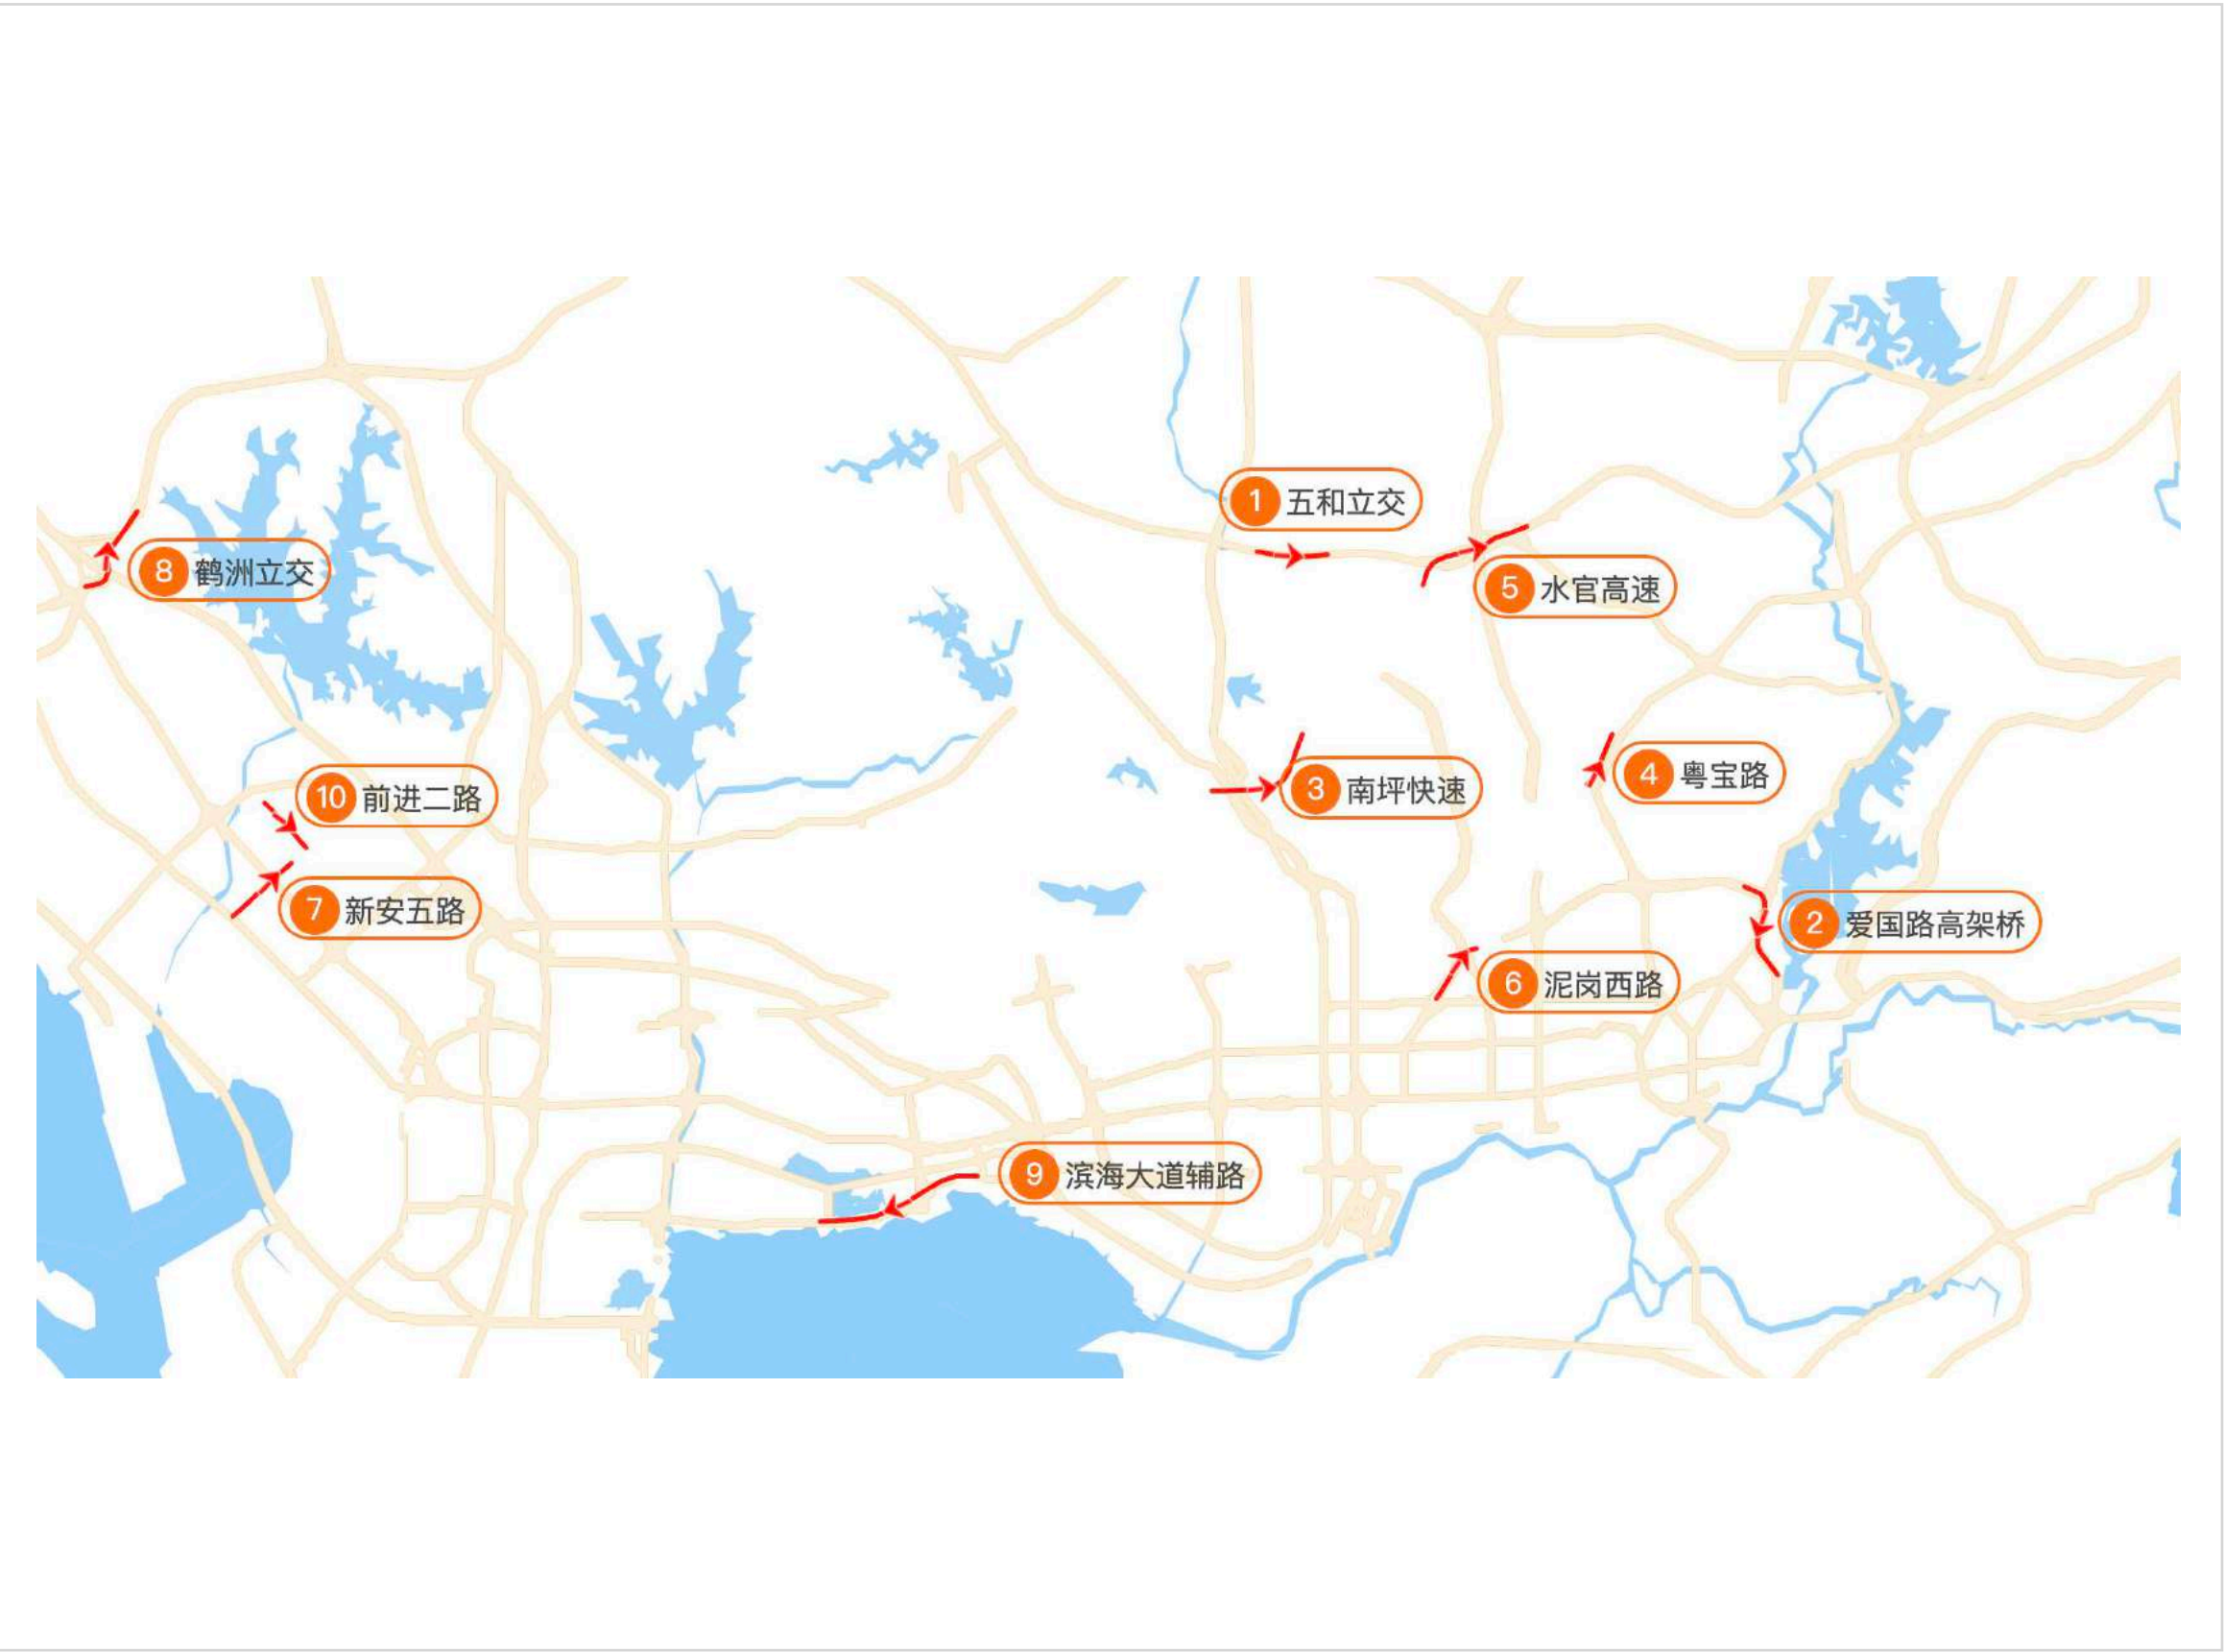 1 五和立交
8 鹤洲立交
5 水官高速
4 粤宝路
3 南坪快速
10 前进二路
7 新安五路
2 爱国路高架桥
6 泥岗西路
9 滨海大道辅路